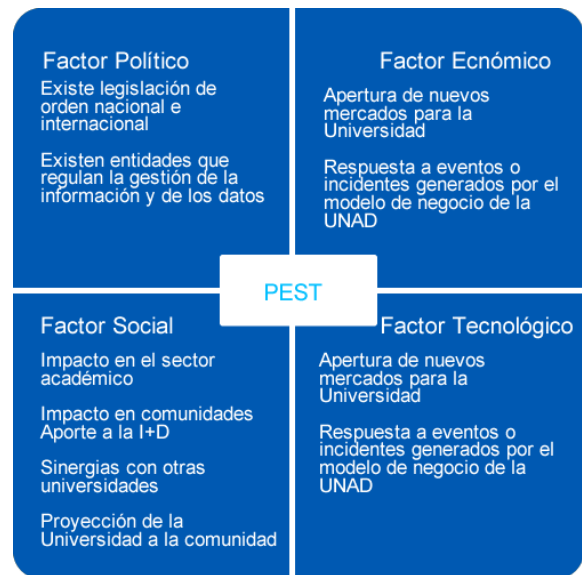 Factor Político
Existe legislación de
orden nacional e
internacional
Existen entidades que
regulan la gestión de la
información y de los datos
Factor Ecnómico
Apertura de nuevos
mercados para la
Universidad
Respuesta a eventos o
incidentes generados por el
modelo de negocio de la
UNAD
PEST
Factor Social
Impacto en el sector
académico
Impacto en comunidades
Aporte a la I+D
Sinergias con otras
universidades
Proyección de la
Universidad a la comunidad
Factor Tecnológico
Apertura de nuevos
mercados para la
Universidad
Respuesta a eventos o
incidentes generados por el
modelo de negocio de la
UNAD